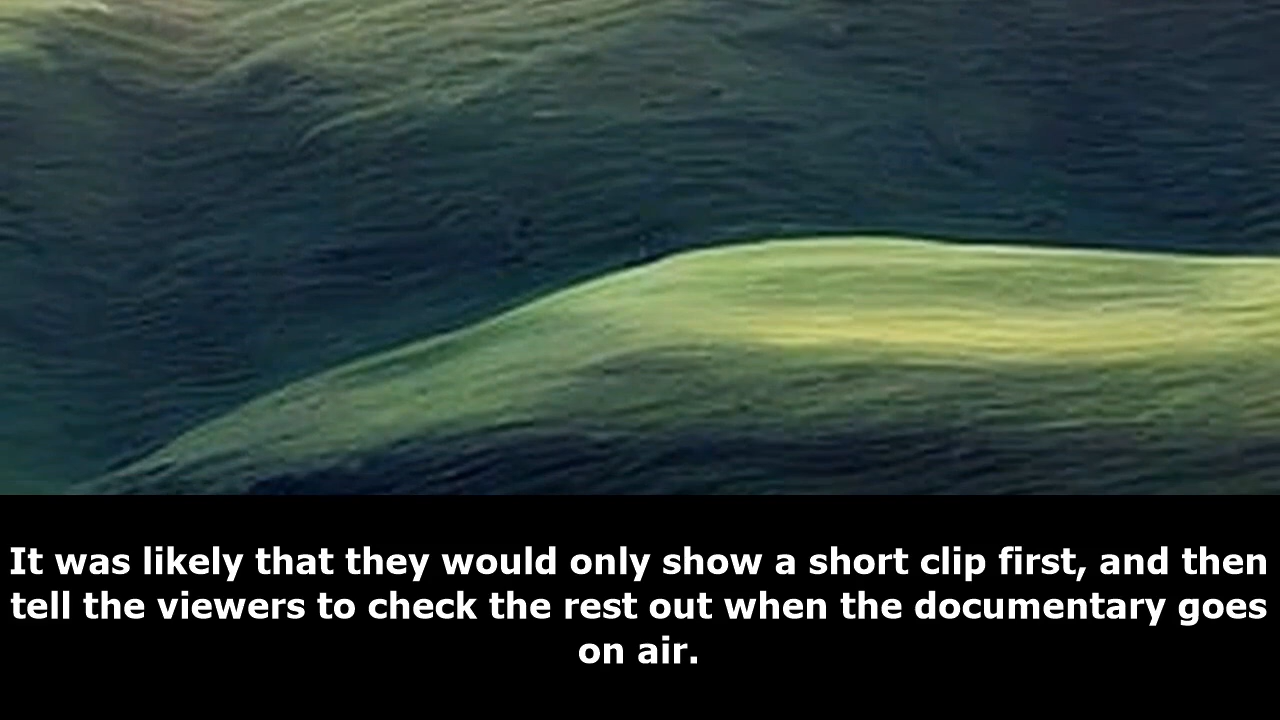 It was likely that they would only show a short clip first, and then
tell the viewers to check the rest out when the documentary goes
on air.